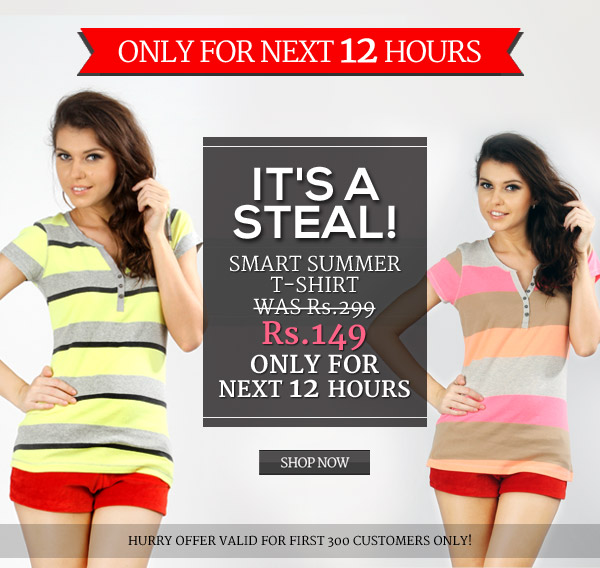 ONLY FOR NEXT 12 HOURS
IT'S A
STEAL!
SMART SUMMER
T-SHIRT
WAS Rs.299
Rs.149
ONLY FOR
NEXT 12 HOURS
SHOP NOW
HURRY OFFER VALID FOR FIRST 300 CUSTOMERS ONLY!